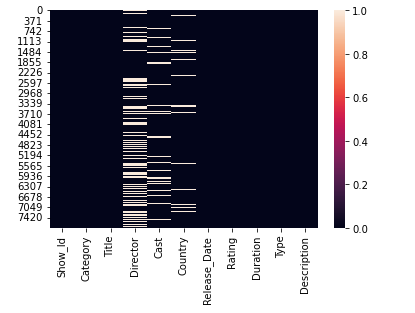 0
371
742
1113
1484
1855
2226
2597
2968
3339
3710
4081
4452
4823
5194
5565
5936
6307
6678
7049
7420
Show_Id
Category
Title
Director
Cast
Country
Release_Date
Rating
Duration
Type
Description
1.0
0.8
0.6
0.4
0.2
0.0